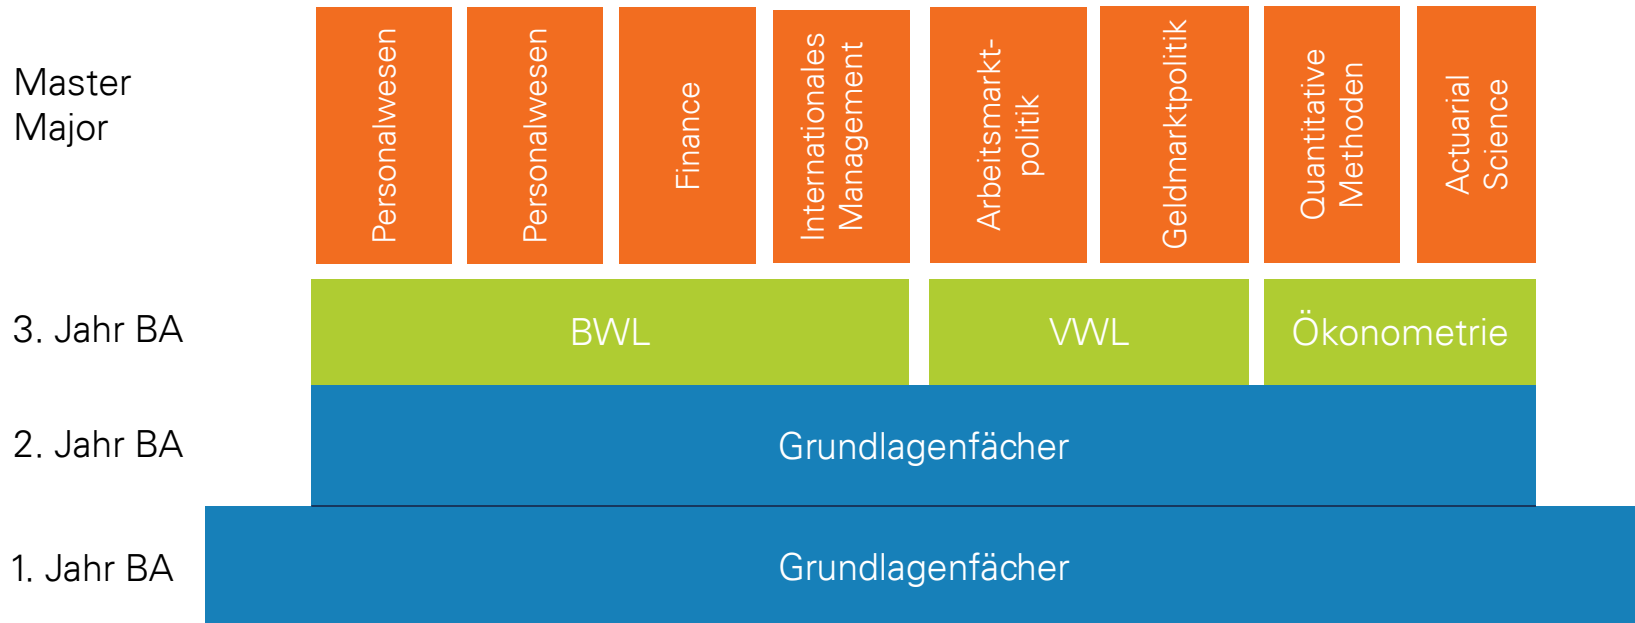 Master
Major
Personalwesen
Personalwesen
Finance
Internationales
Management
Arbeitsmarkt-
politik
Geldmarktpolitik
Quantitative
Methoden
Actuarial
Science
3. Jahr BA
BWL
VWL
Ökonometrie
2. Jahr BA
Grundlagenfächer
1. Jahr BA
Grundlagenfächer